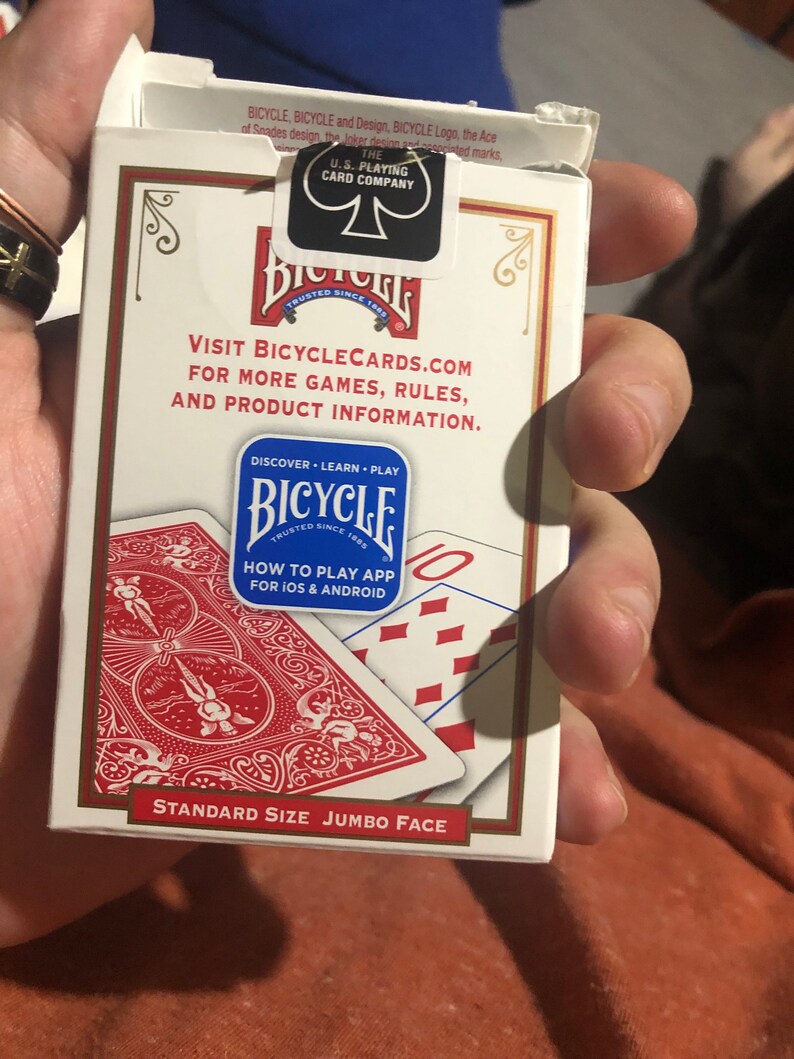 BICYCLE, BICYCLE and Design, BICYCLE Logo, the Ace
of Spades design, the Joker design and associated marks,
THE
U.S. PLAYING
CARD COMPANY
BICYCLE
TRUSTED SINCE 1885
®
VISIT BICYCLECARDS.COM
FOR MORE GAMES, RULES,
AND PRODUCT INFORMATION.
DISCOVER • LEARN • PLAY
BICYCLE
®
TRUSTED SINCE 1885
HOW TO PLAY APP
FOR iOS & ANDROID
10
STANDARD SIZE JUMBO FACE